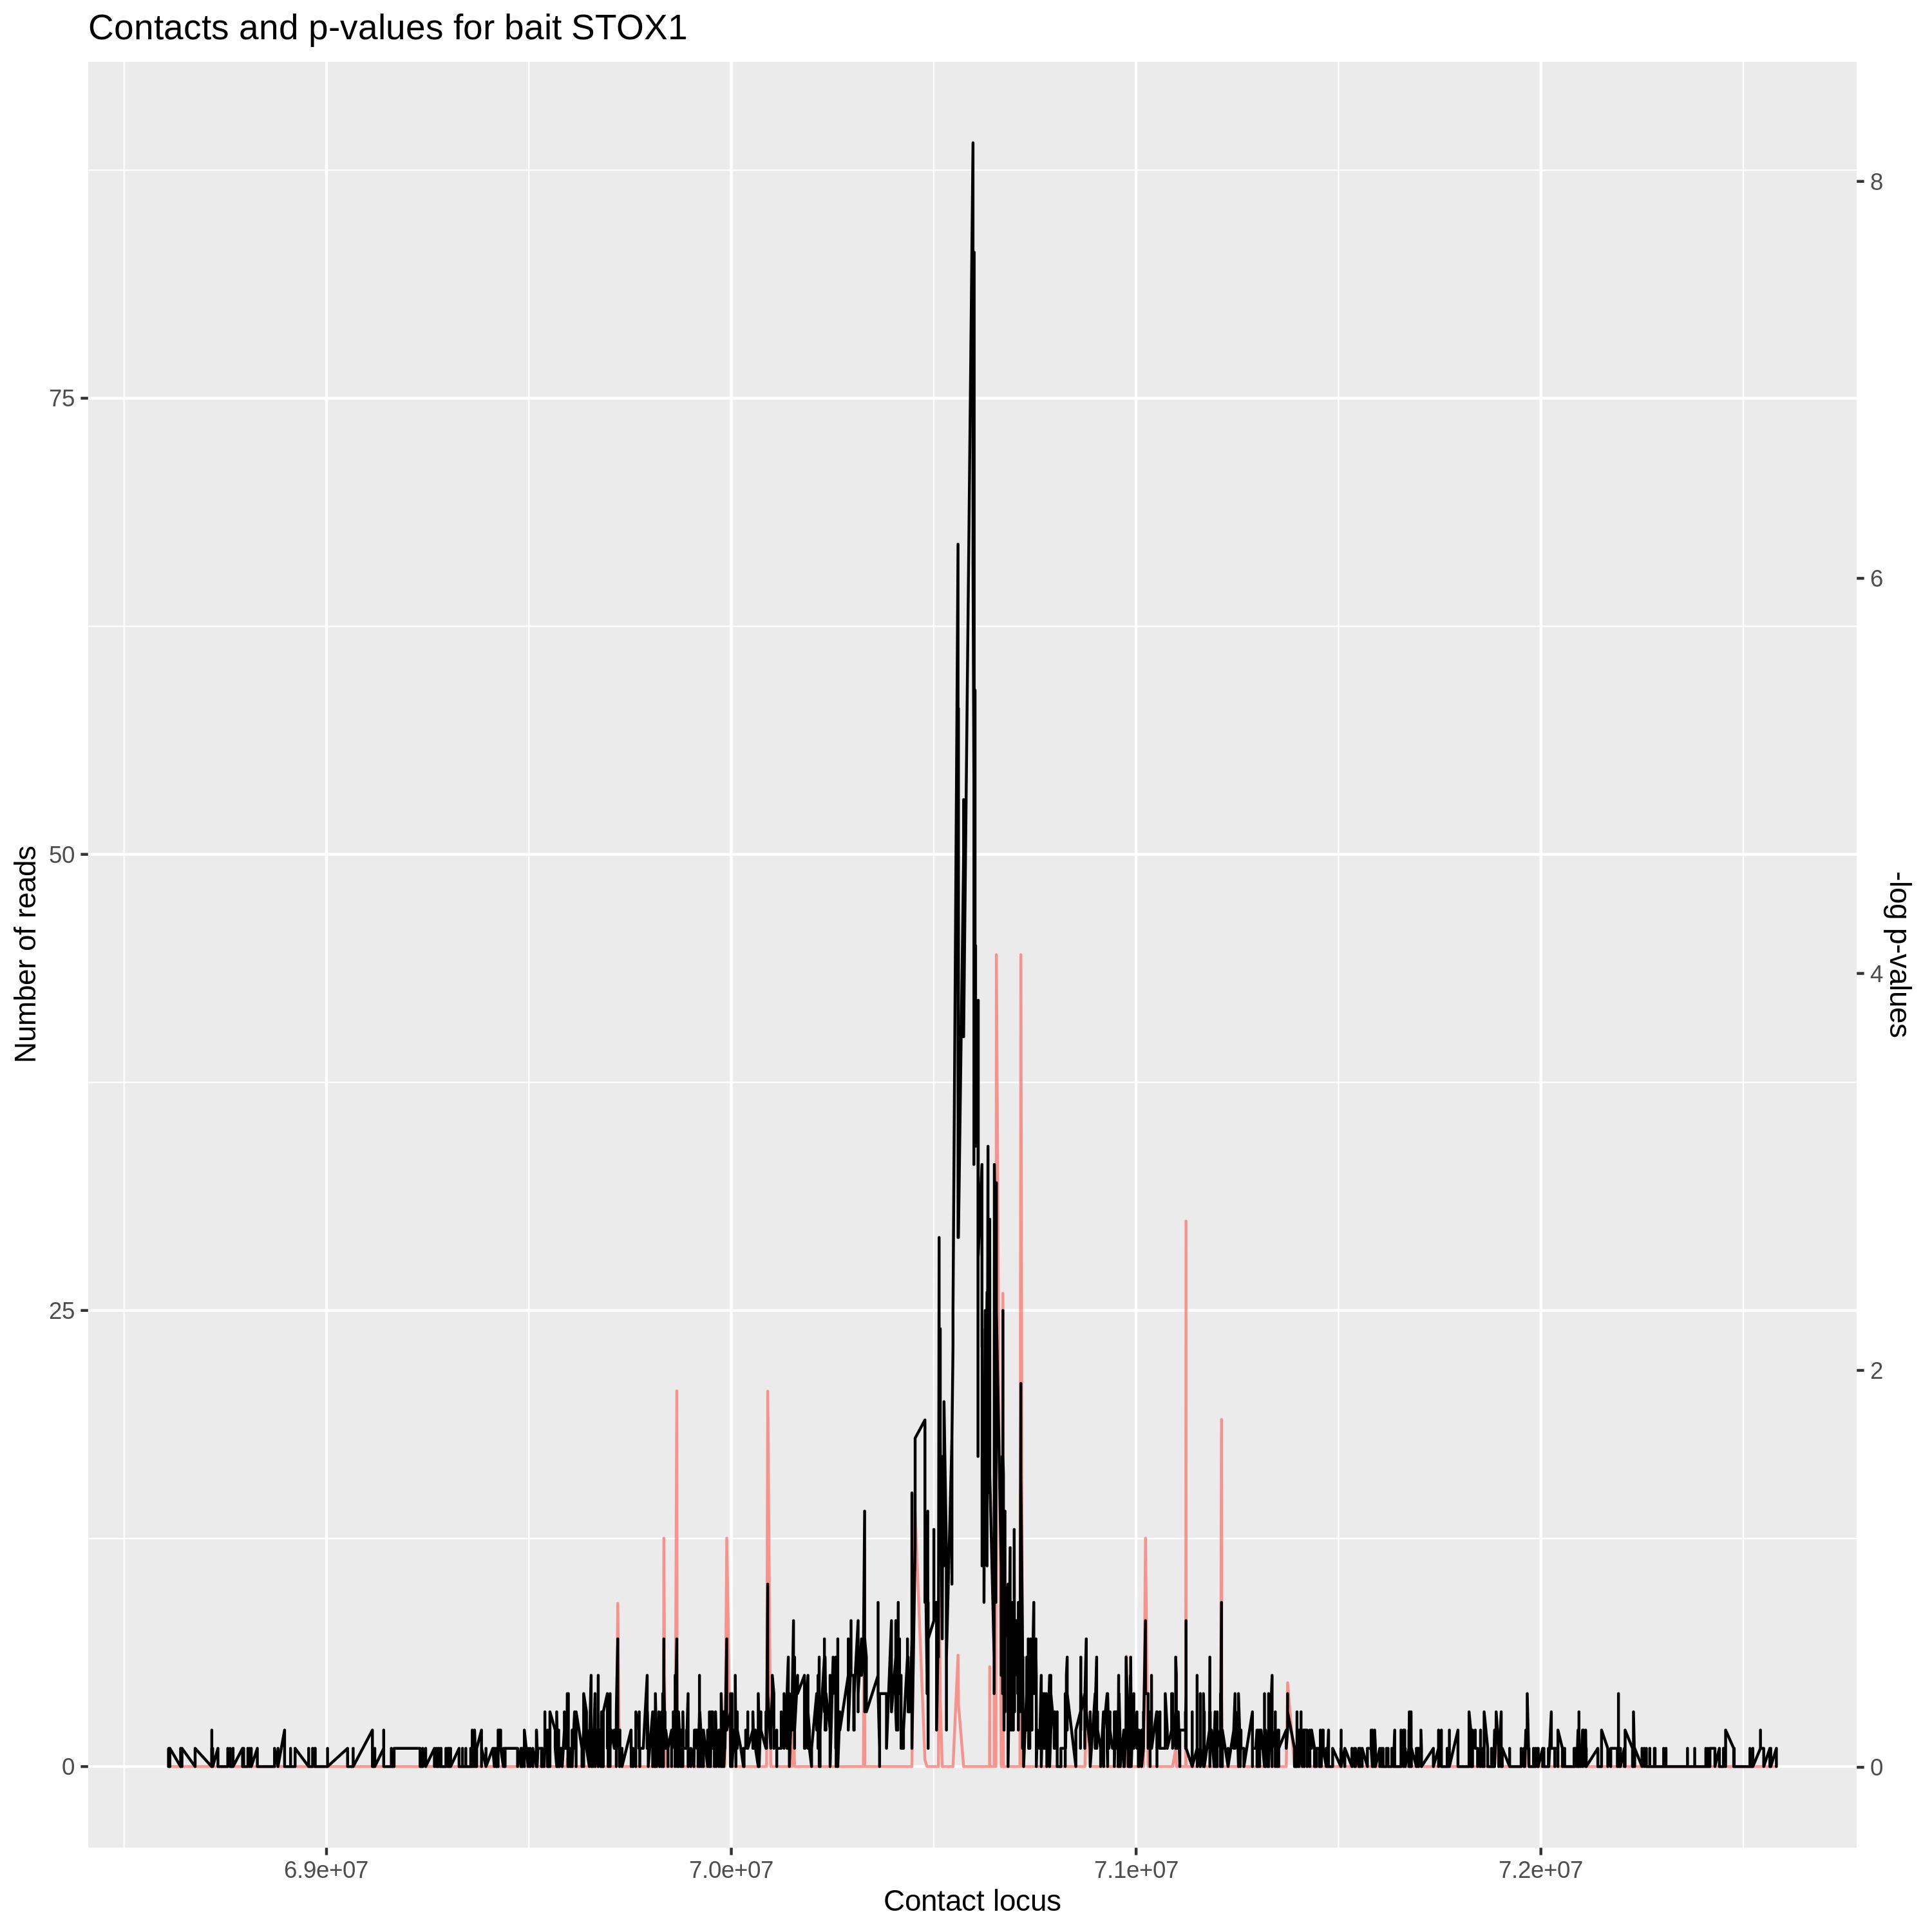 Contacts and p-values for bait STOX1
75
50
25
0
Number of reads
8
6
4
2
0
-log p-values
6.9e+07
7.0e+07
7.1e+07
7.2e+07
Contact locus